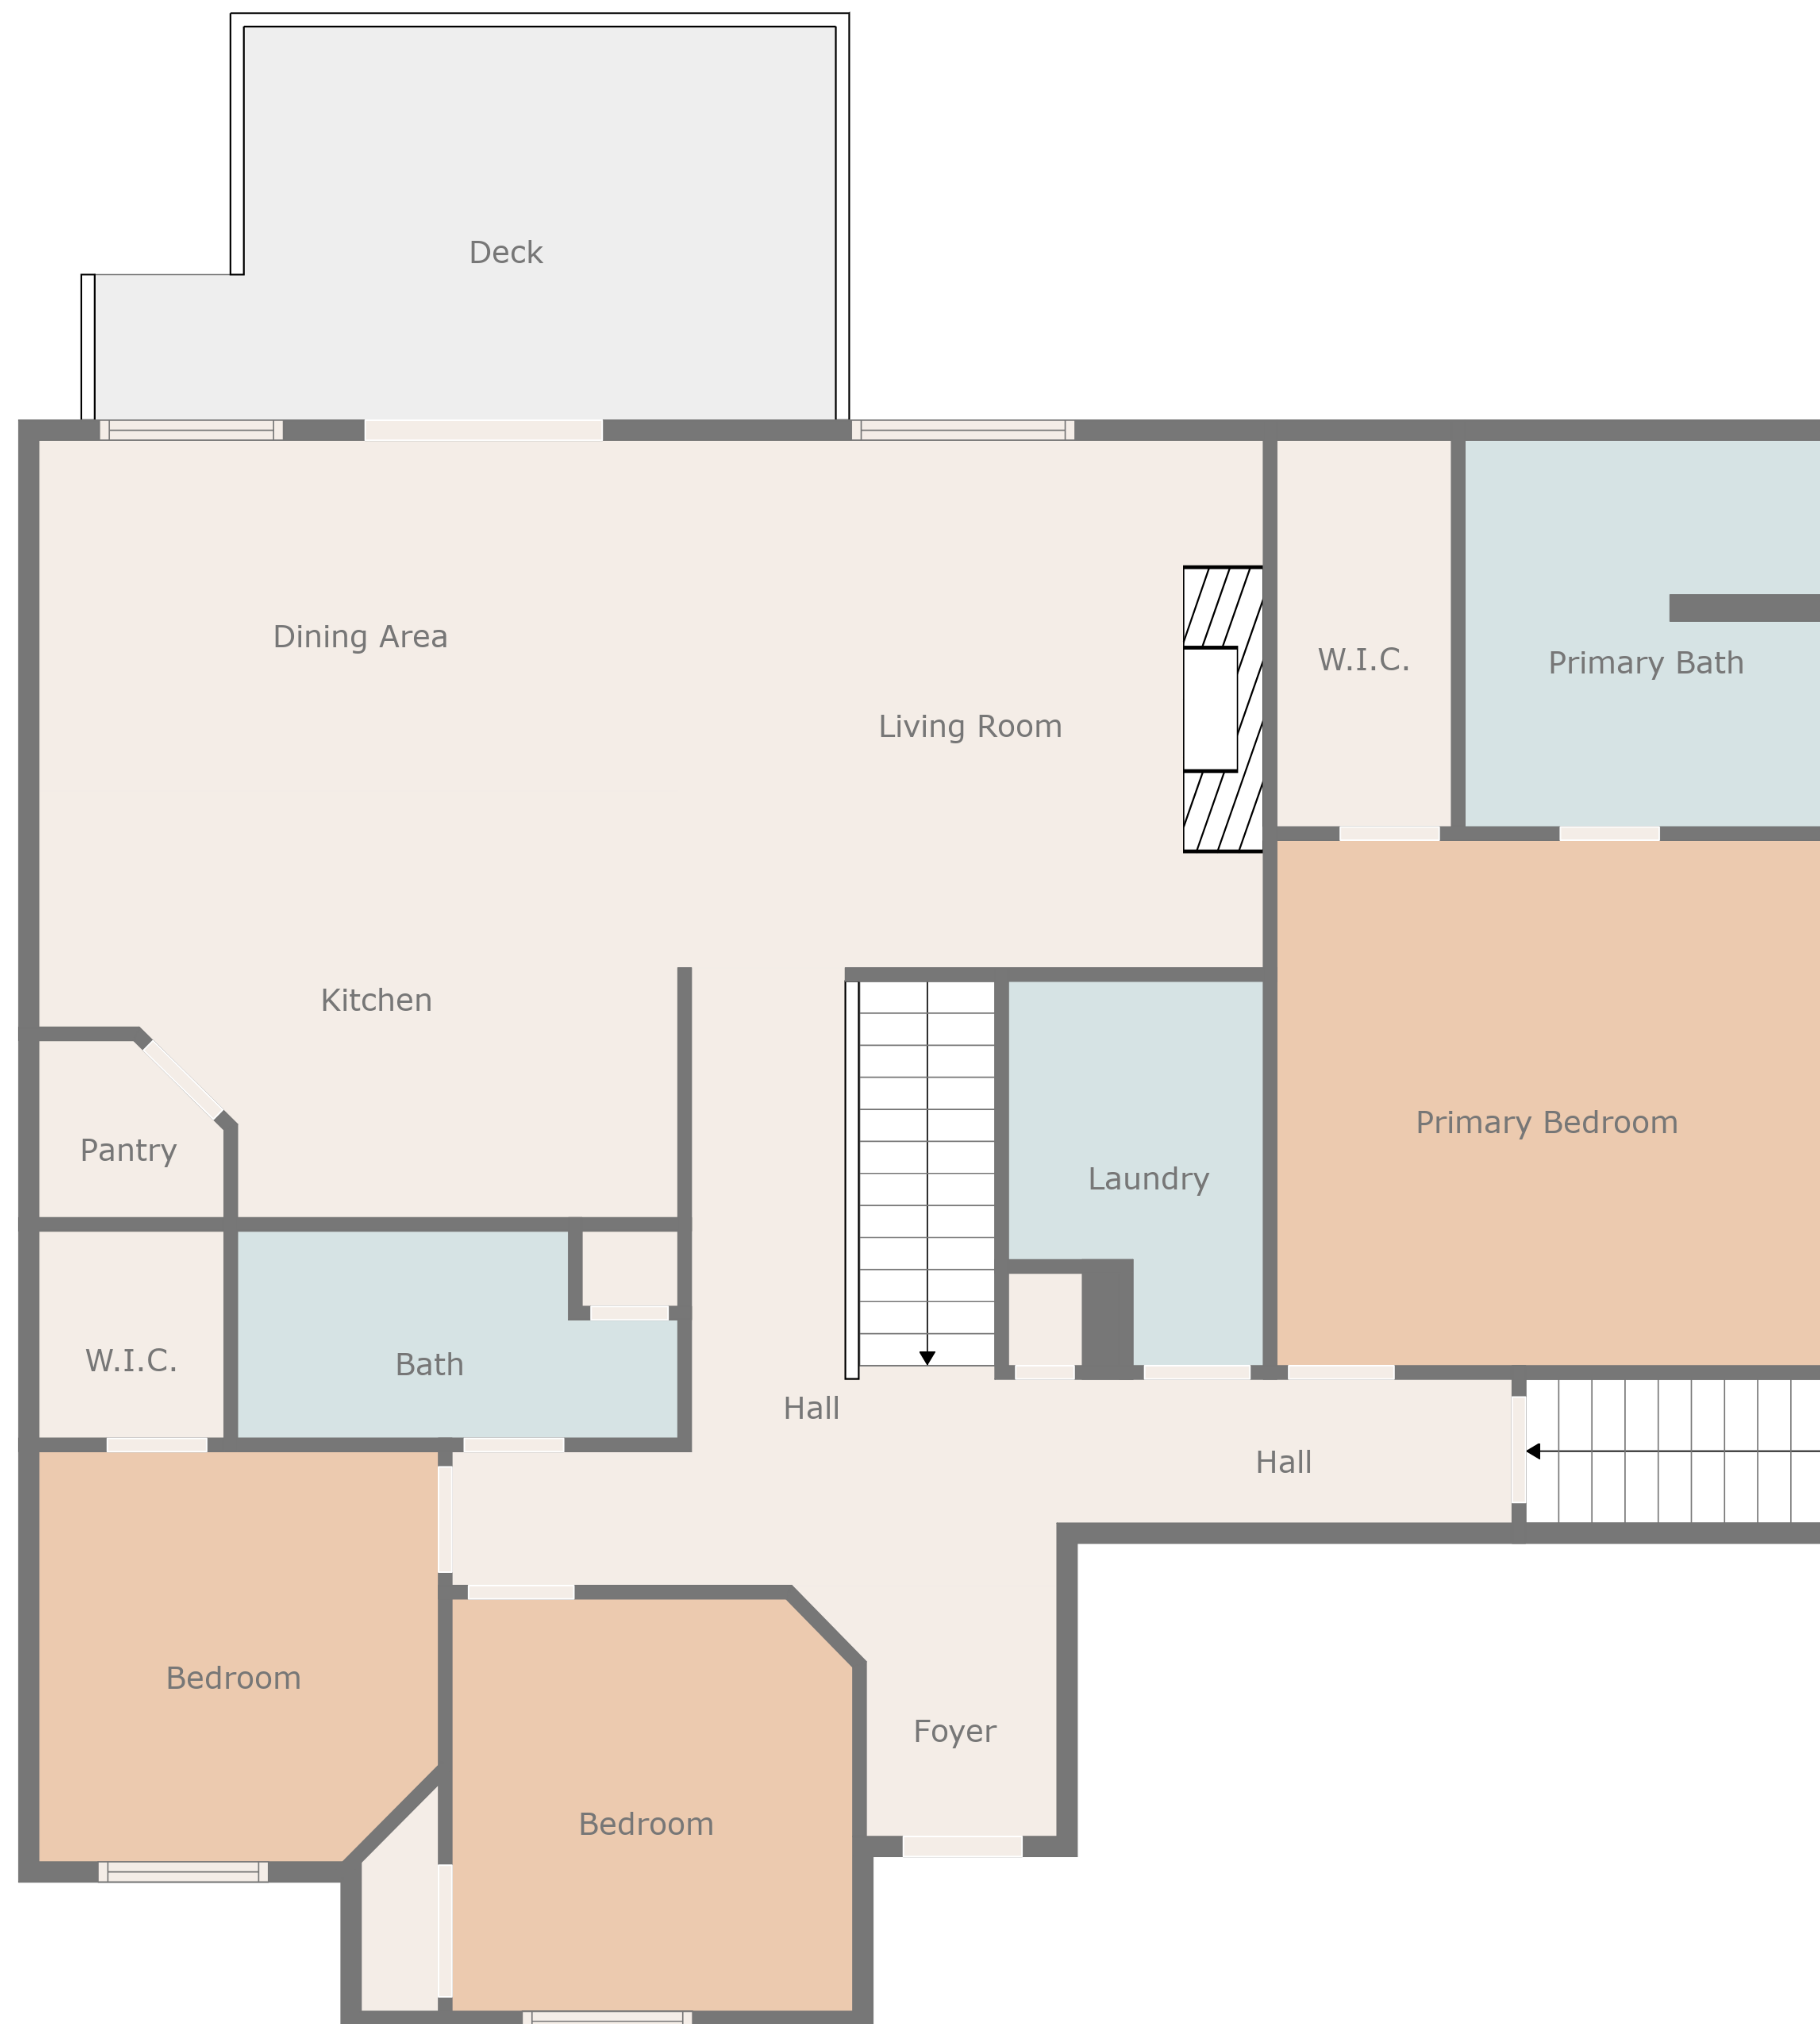 Deck
Dining Area
W.I.C.
Primary Bath
Living Room
Kitchen
Primary Bedroom
Pantry
Laundry
W.I.C.
Bath
Hall
Hall
Bedroom
Foyer
Bedroom